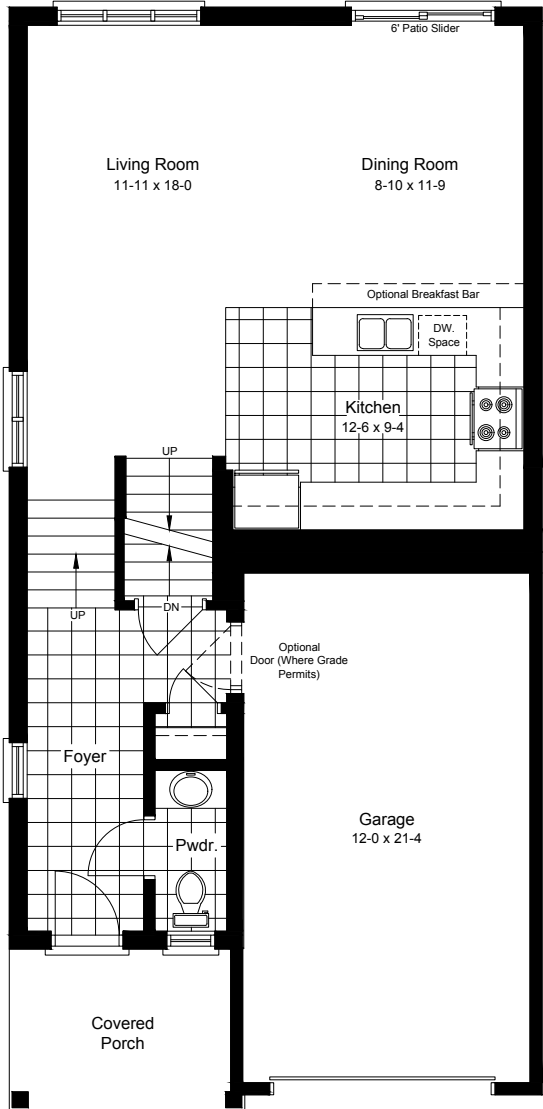 6' Patio Slider
Living Room
11-11 x 18-0
Dining Room
8-10 x 11-9
Optional Breakfast Bar
DW.
Space
Kitchen
12-6 x 9-4
UP
UP
DN
Optional
Door (Where Grade
Permits)
Foyer
Pwdr.
Garage
12-0 x 21-4
Covered
Porch